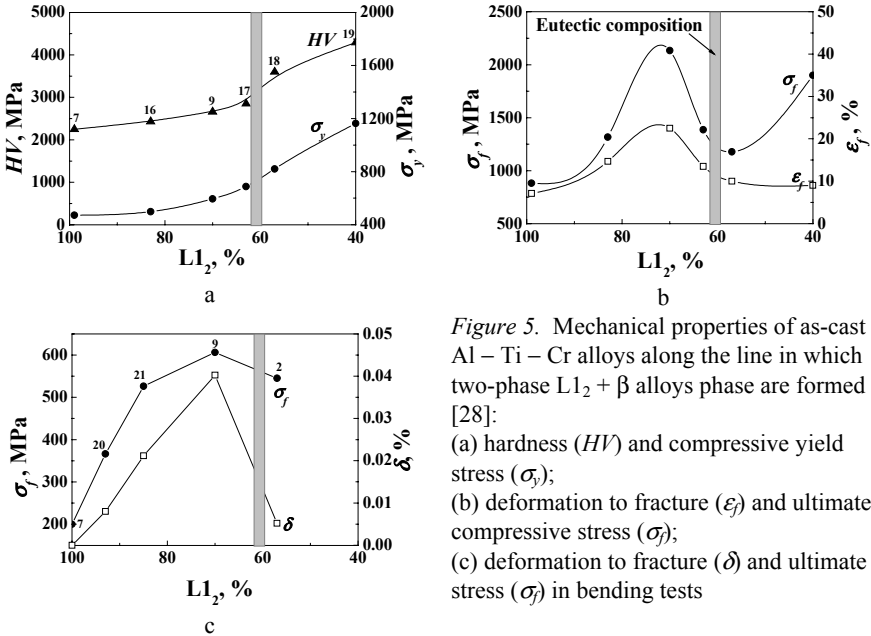 5000
4000
3000
2000
1000
0
HV, MPa
2000
1600
1200
800
400
σy, MPa
HV
σy
7
16
9
17
18
19
100
80
60
40
L1₂, %
a
Eutectic composition
2500
2000
1500
1000
500
σf, MPa
50
40
30
20
10
0
εf, %
σf
εf
100
80
60
40
L1₂, %
b
600
500
400
300
200
σf, MPa
0.05
0.04
0.03
0.02
0.01
0.00
δ, %
7
20
21
9
2
σf
δ
100
80
60
40
L1₂, %
c
Figure 5. Mechanical properties of as-cast
Al – Ti – Cr alloys along the line in which
two-phase L1₂ + β alloys phase are formed
[28]:
(a) hardness (HV) and compressive yield
stress (σy);
(b) deformation to fracture (εf) and ultimate
compressive stress (σf);
(c) deformation to fracture (δ) and ultimate
stress (σf) in bending tests